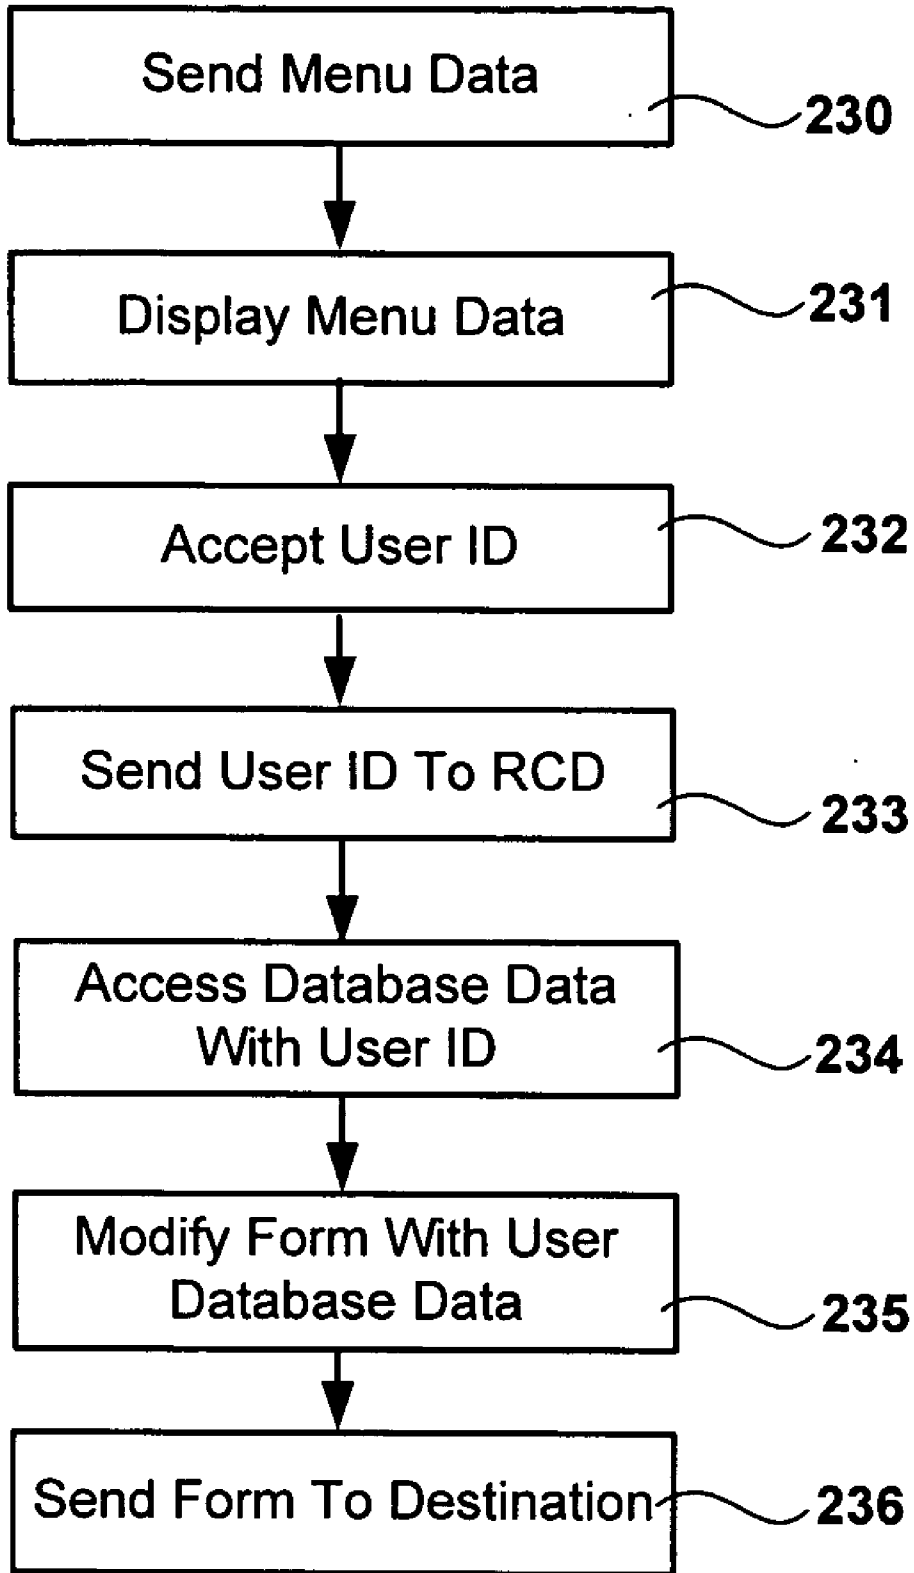 Send Menu Data
230
Display Menu Data
231
Accept User ID
232
Send User ID To RCD
233
Access Database Data
With User ID
234
Modify Form With User
Database Data
235
Send Form To Destination
236